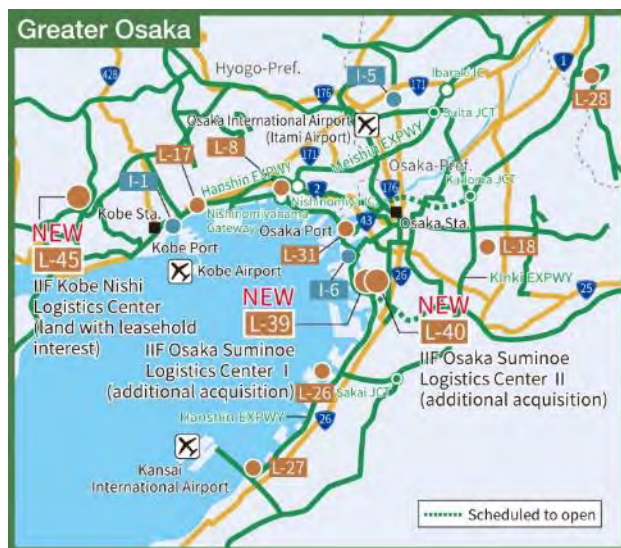 Greater Osaka
428
Hyogo-Pref.
1
I-5
171
Ibaraki IC
176
L-28
Suita JCT
Osaka International Airport
(Itami Airport)
L-17
L-8
171
Meishin EXPWY
Hanshin EXPWY
Osaka-Pref.
I-1
2
176
Kadoma JCT
Nishinomiya IC
Kobe Sta.
Nishinomiyahama
Gateway
43
Osaka Sta.
Osaka Port
NEW
L-45
Kobe Port
L-31
L-18
Kobe Airport
I-6
26
Kinki EXPWY
25
IIF Kobe Nishi
Logistics Center
(land with leasehold
interest)
NEW
L-39
NEW
L-40
IIF Osaka Suminoe
Logistics Center I
(additional acquisition)
IIF Osaka Suminoe
Logistics Center II
(additional acquisition)
L-26
Sakai JCT
Hanshin EXPWY
26
Kansai
International Airport
L-27
Scheduled to open